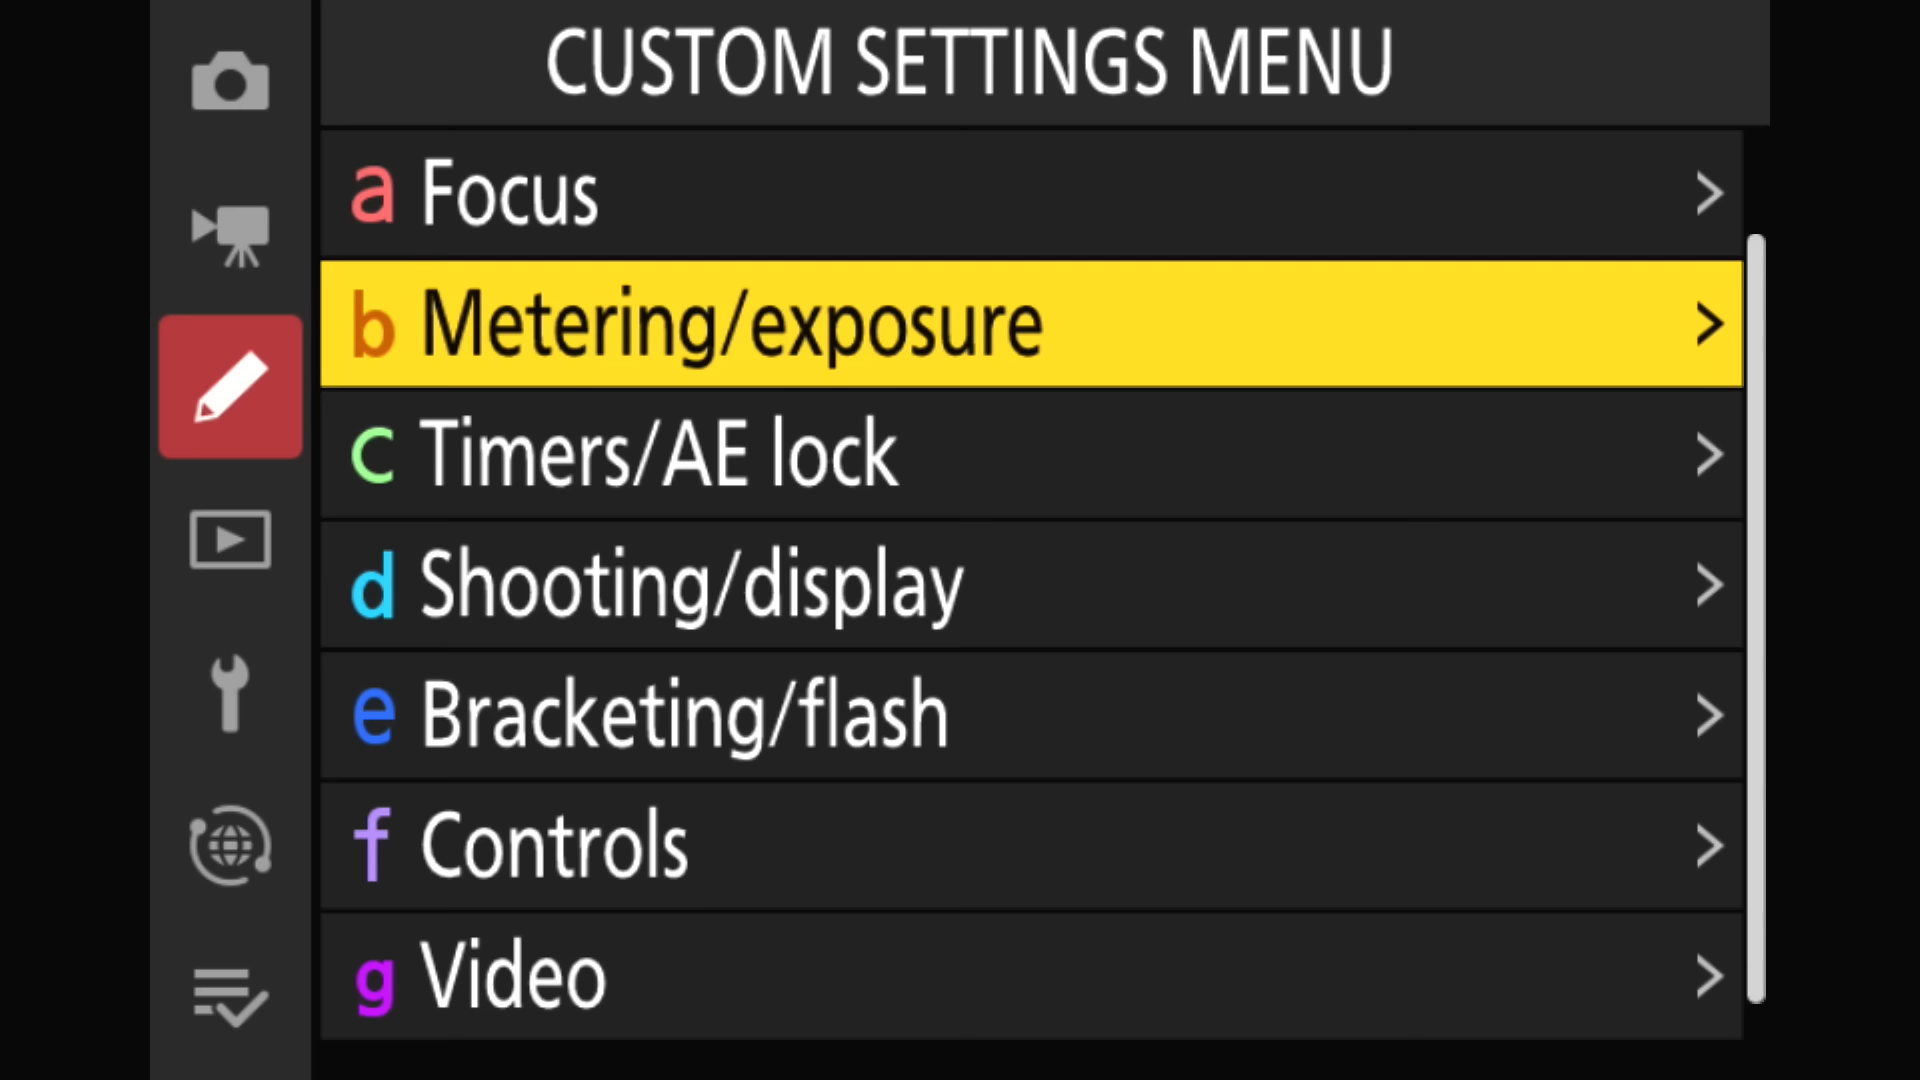 CUSTOM SETTINGS MENU
a Focus
b Metering/exposure
c Timers/AE lock
d Shooting/display
e Bracketing/flash
f Controls
g Video